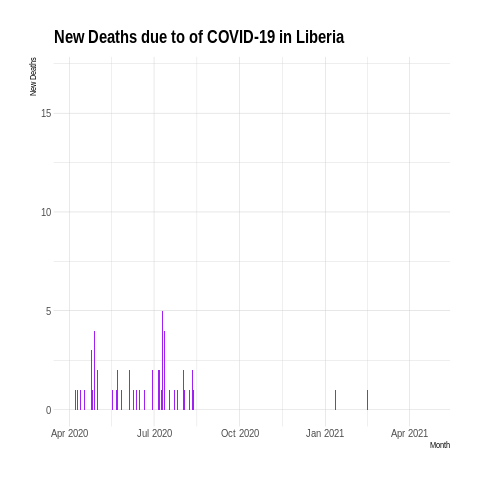 New Deaths due to of COVID-19 in Liberia
New Deaths
15
10
5
0
Apr 2020 Jul 2020 Oct 2020 Jan 2021 Apr 2021
Month